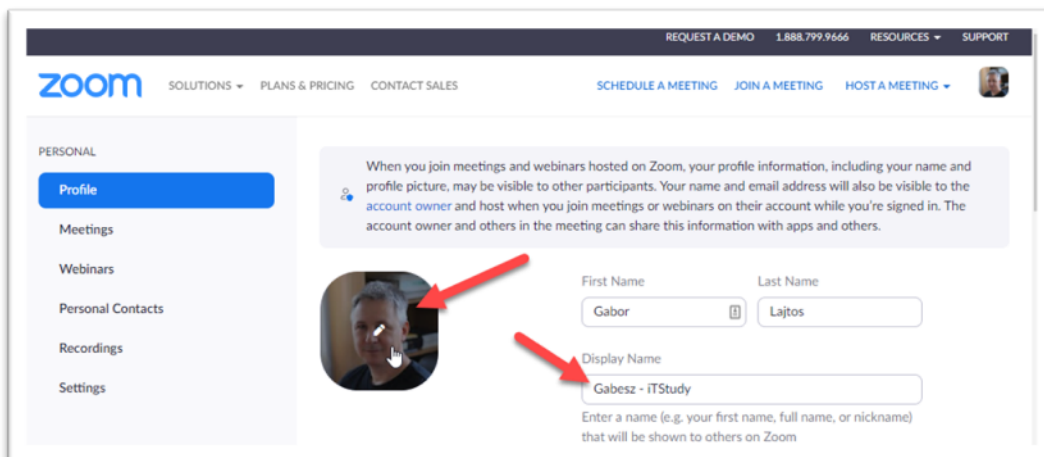 REQUEST A DEMO 1.888.799.9666 RESOURCES SUPPORT
zoom SOLUTIONS PLANS & PRICING CONTACT SALES SCHEDULE A MEETING JOIN A MEETING HOST A MEETING
PERSONAL
Profile
Meetings
Webinars
Personal Contacts
Recordings
Settings
When you join meetings and webinars hosted on Zoom, your profile information, including your name and
profile picture, may be visible to other participants. Your name and email address will also be visible to the
account owner and host when you join meetings or webinars on their account while you're signed in. The
account owner and others in the meeting can share this information with apps and others.
First Name Last Name
Gabor Lajtos
Display Name
Gabesz - iTStudy
Enter a name (e.g. your first name, full name, or nickname)
that will be shown to others on Zoom